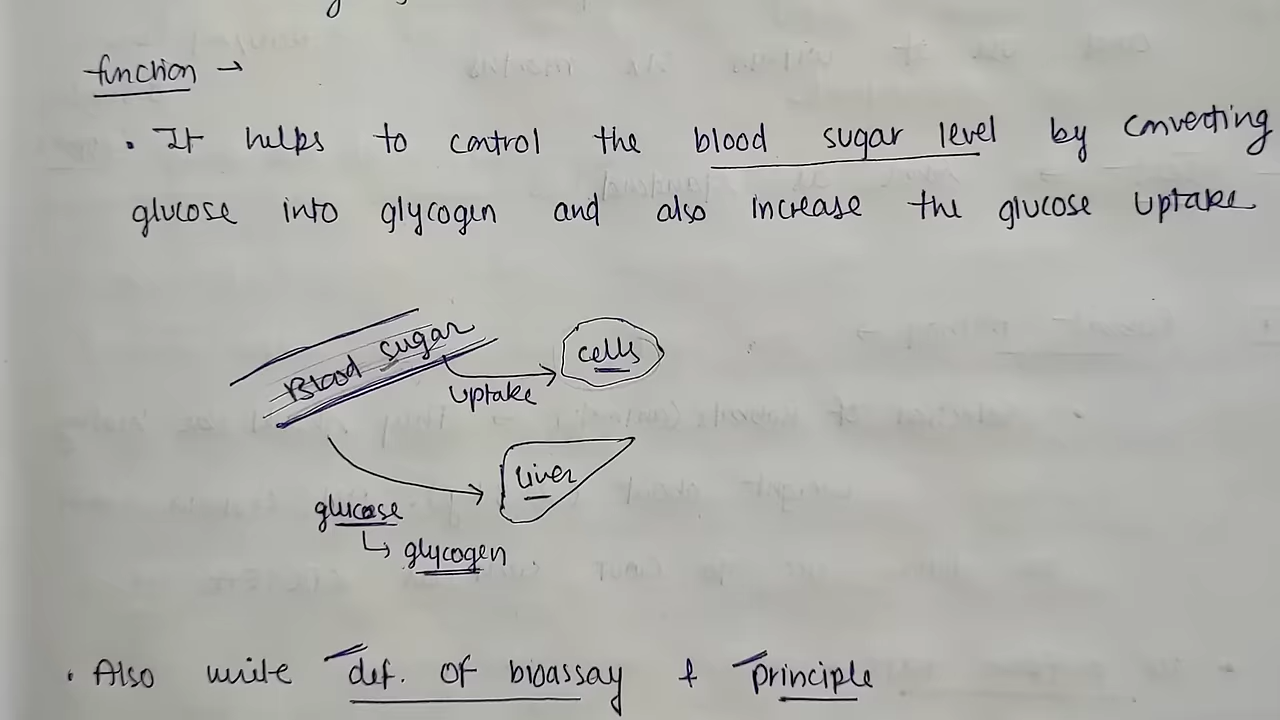 function →
• It helps to control the blood sugar level by converting
glucose into glycogen and also increase the glucose uptake
Blood sugar
cells
uptake
liver
glucose
↳ glycogen
• Also write def. of bioassay + principle